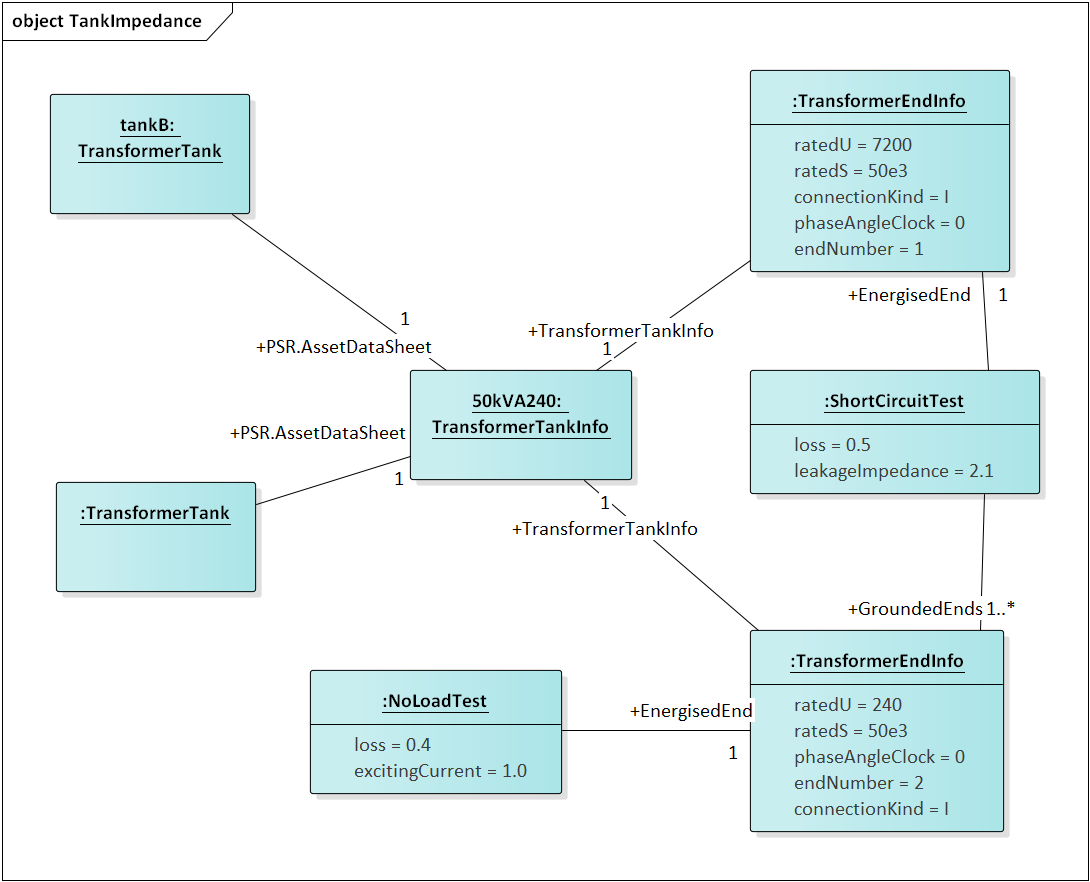 object TankImpedance
tankB:
TransformerTank
:TransformerEndInfo
ratedU = 7200
ratedS = 50e3
connectionKind = I
phaseAngleClock = 0
endNumber = 1
+EnergisedEnd 1
1
+PSR.AssetDataSheet
+TransformerTankInfo
1
50kVA240:
TransformerTankInfo
:ShortCircuitTest
loss = 0.5
leakageImpedance = 2.1
+PSR.AssetDataSheet
1
:TransformerTank
1
+TransformerTankInfo
+GroundedEnds 1..*
:TransformerEndInfo
ratedU = 240
ratedS = 50e3
phaseAngleClock = 0
endNumber = 2
connectionKind = I
:NoLoadTest
loss = 0.4
excitingCurrent = 1.0
+EnergisedEnd
1